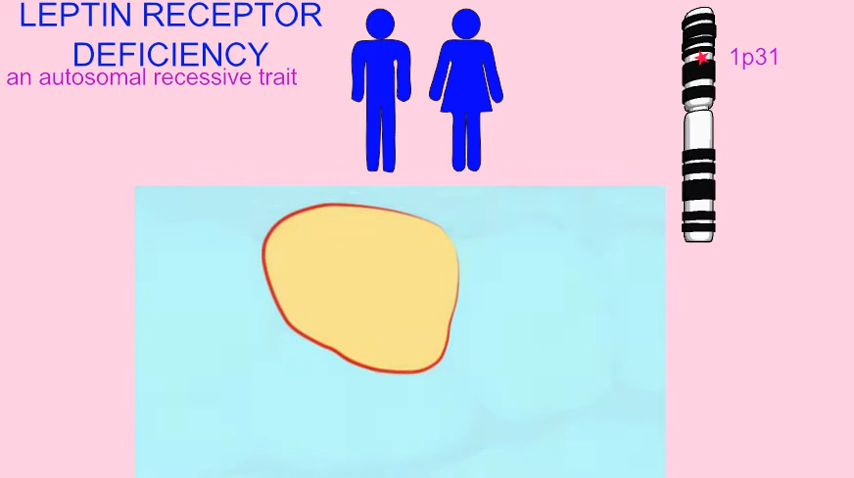 LEPTIN RECEPTOR
DEFICIENCY
an autosomal recessive trait
1p31